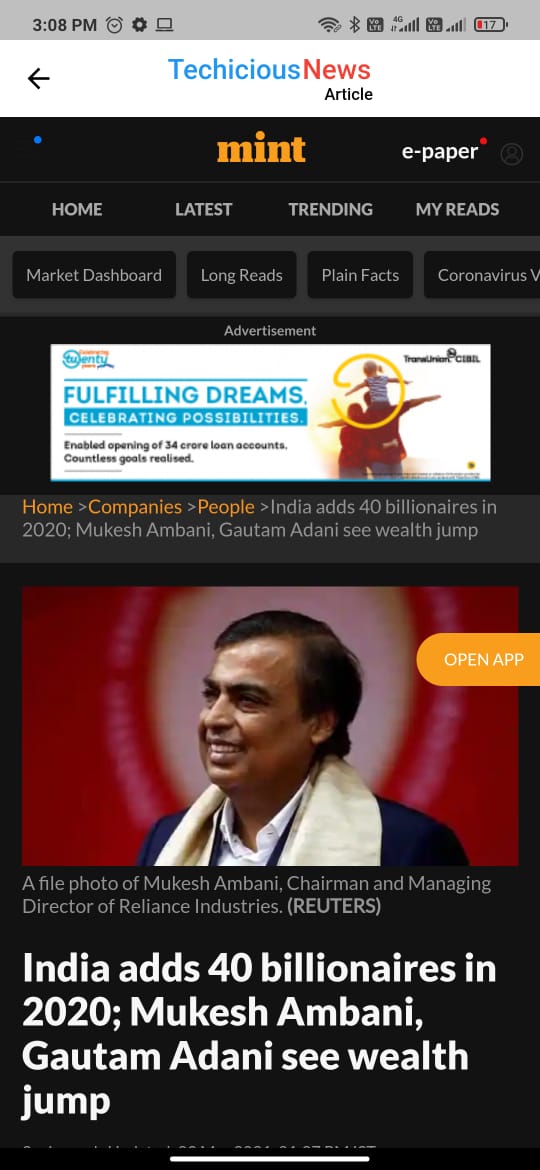 3:08 PM
4G
17
TechiciousNews
Article
mint
e-paper
HOME LATEST TRENDING MY READS
Market Dashboard Long Reads Plain Facts Coronavirus V
Advertisement
Celebrating
twenty
years
TransUnion CIBIL
FULFILLING DREAMS.
CELEBRATING POSSIBILITIES.
Enabled opening of 34 crore loan accounts.
Countless goals realised.
Home >Companies >People >India adds 40 billionaires in
2020; Mukesh Ambani, Gautam Adani see wealth jump
OPEN APP
A file photo of Mukesh Ambani, Chairman and Managing
Director of Reliance Industries. (REUTERS)
India adds 40 billionaires in
2020; Mukesh Ambani,
Gautam Adani see wealth
jump